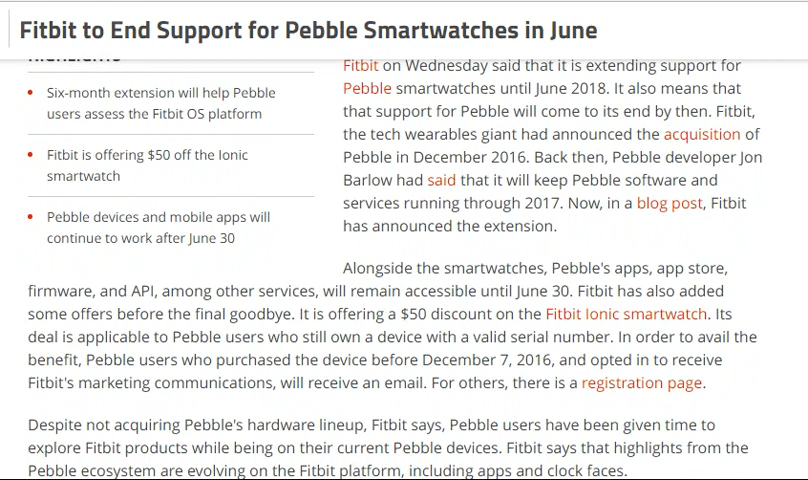 Fitbit to End Support for Pebble Smartwatches in June
HIGHLIGHTS
Six-month extension will help Pebble
users assess the Fitbit OS platform
Fitbit is offering $50 off the Ionic
smartwatch
Pebble devices and mobile apps will
continue to work after June 30
Fitbit on Wednesday said that it is extending support for
Pebble smartwatches until June 2018. It also means that
that support for Pebble will come to its end by then. Fitbit,
the tech wearables giant had announced the acquisition of
Pebble in December 2016. Back then, Pebble developer Jon
Barlow had said that it will keep Pebble software and
services running through 2017. Now, in a blog post, Fitbit
has announced the extension.
Alongside the smartwatches, Pebble's apps, app store,
firmware, and API, among other services, will remain accessible until June 30. Fitbit has also added
some offers before the final goodbye. It is offering a $50 discount on the Fitbit Ionic smartwatch. Its
deal is applicable to Pebble users who still own a device with a valid serial number. In order to avail the
benefit, Pebble users who purchased the device before December 7, 2016, and opted in to receive
Fitbit's marketing communications, will receive an email. For others, there is a registration page.
Despite not acquiring Pebble's hardware lineup, Fitbit says, Pebble users have been given time to
explore Fitbit products while being on their current Pebble devices. Fitbit says that highlights from the
Pebble ecosystem are evolving on the Fitbit platform, including apps and clock faces.